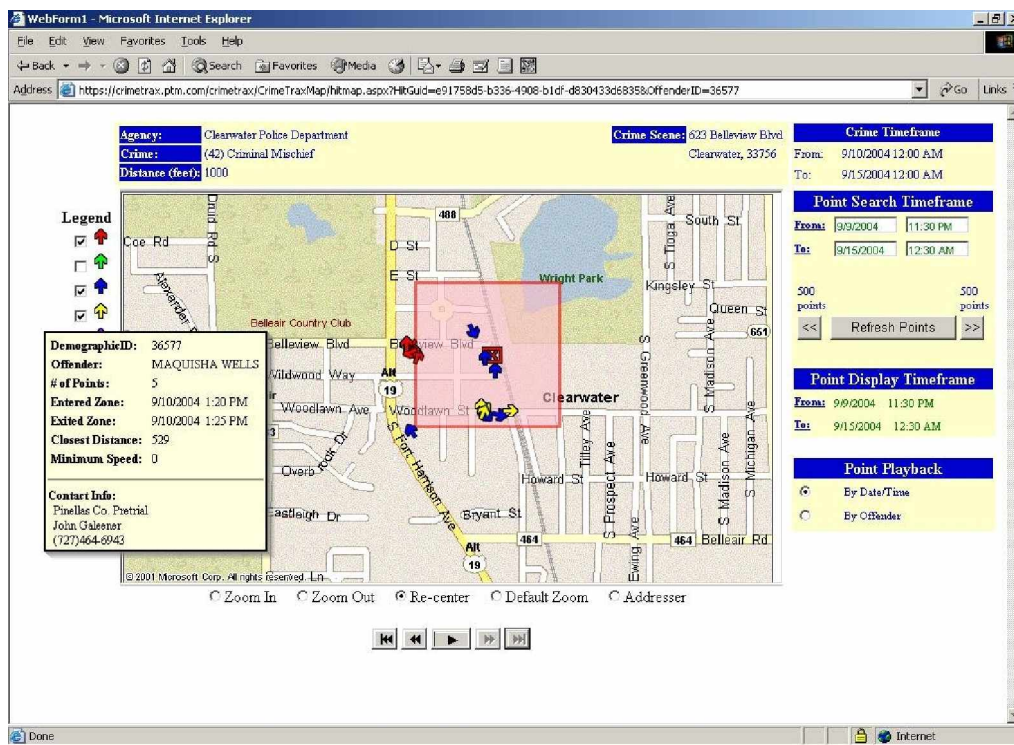 WebForm1 - Microsoft Internet Explorer
File Edit View Favorites Tools Help
Back Search Favorites Media
Address https://crimetrax.ptm.com/crimetrax/CrimeTraxMap/hitmap.aspx?HitGuid=e91758d5-b336-4908-b1df-d830433d6835&OffenderID=36577 Go Links
Agency: Clearwater Police Department
Crime: (42) Criminal Mischief
Distance (feet): 1000
Crime Scene: 623 Belleview Blvd
Clearwater, 33756
Crime Timeframe
From: 9/10/2004 12:00 AM
To: 9/15/2004 12:00 AM
Point Search Timeframe
From: 9/9/2004 11:30 PM
To: 9/15/2004 12:30 AM
500 points
500 points
<< Refresh Points >>
Point Display Timeframe
From: 9/9/2004 11:30 PM
To: 9/15/2004 12:30 AM
Point Playback
By Date/Time
By Offender
Legend
DemographicID: 36577
Offender: MAQUISHA WELLS
# of Points: 5
Entered Zone: 9/10/2004 1:20 PM
Exited Zone: 9/10/2004 1:25 PM
Closest Distance: 529
Minimum Speed: 0
Contact Info:
Pinellas Co. Pretrial
John Galeener
(727)464-6943
Druid Rd S
488
S Tioga Ave
South St
Coe Rd
D St
E St
Wright Park
Kingsley St
Alexander
Queen St
Belleair Country Club
651
Belleview Blvd
Wildwood Way
Alt
19
Woodlawn Ave
Woodlawn St
Clearwater
S Greenwood Ave
S Madison Ave
S Fort Harrison Ave
Overbrook Dr
Tilley Ave
Howard St
Howard St
S Prospect Ave
S Madison Ave
S Michigan Ave
Eastleigh Dr
Bryant St
464
464
Belleair Rd
Ewing Ave
Alt
19
© 2001 Microsoft Corp. All rights reserved. Ln
Zoom In Zoom Out Re-center Default Zoom Addresser
Done Internet